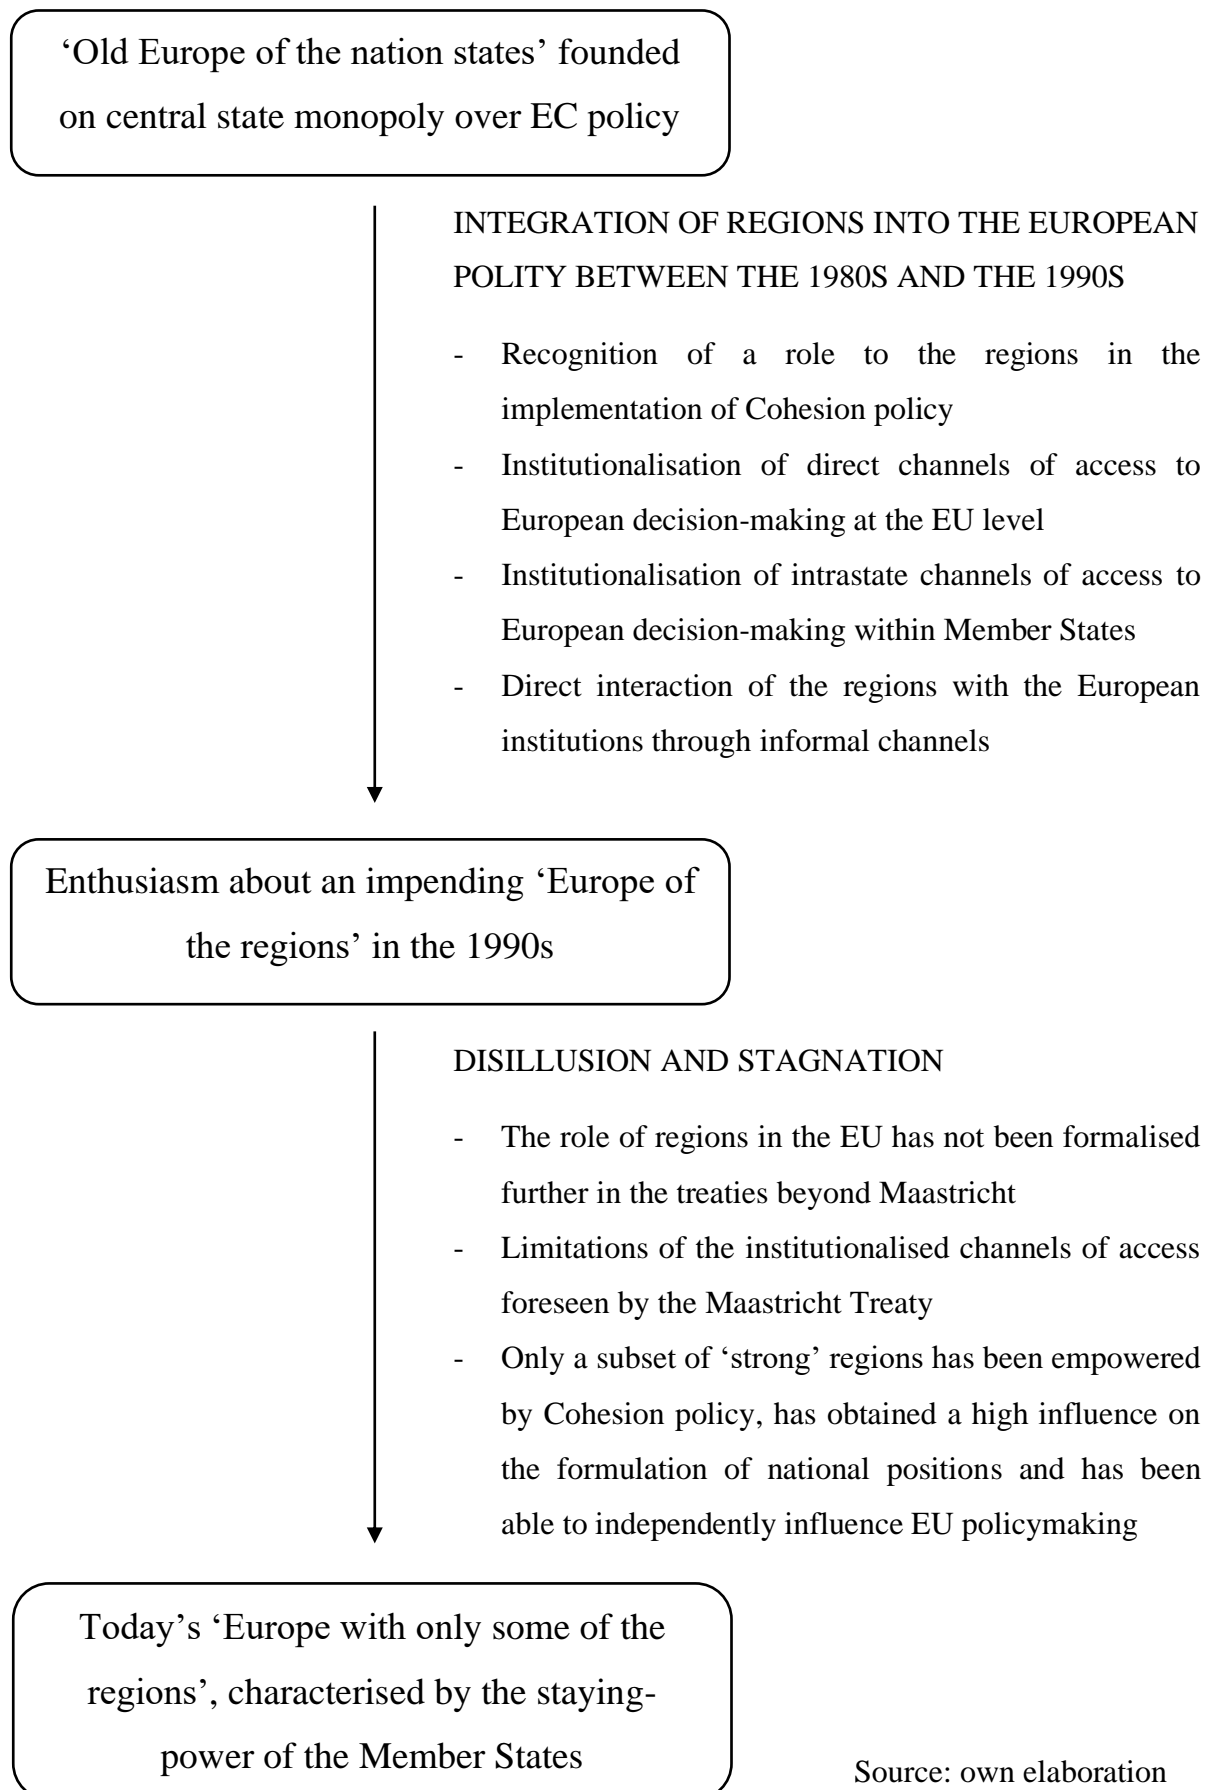 ‘Old Europe of the nation states’ founded
on central state monopoly over EC policy
INTEGRATION OF REGIONS INTO THE EUROPEAN
POLITY BETWEEN THE 1980S AND THE 1990S
- Recognition of a role to the regions in the
implementation of Cohesion policy
- Institutionalisation of direct channels of access to
European decision-making at the EU level
- Institutionalisation of intrastate channels of access to
European decision-making within Member States
- Direct interaction of the regions with the European
institutions through informal channels
Enthusiasm about an impending ‘Europe of
the regions’ in the 1990s
DISILLUSION AND STAGNATION
- The role of regions in the EU has not been formalised
further in the treaties beyond Maastricht
- Limitations of the institutionalised channels of access
foreseen by the Maastricht Treaty
- Only a subset of ‘strong’ regions has been empowered
by Cohesion policy, has obtained a high influence on
the formulation of national positions and has been
able to independently influence EU policymaking
Today’s ‘Europe with only some of the
regions’, characterised by the staying-
power of the Member States
Source: own elaboration